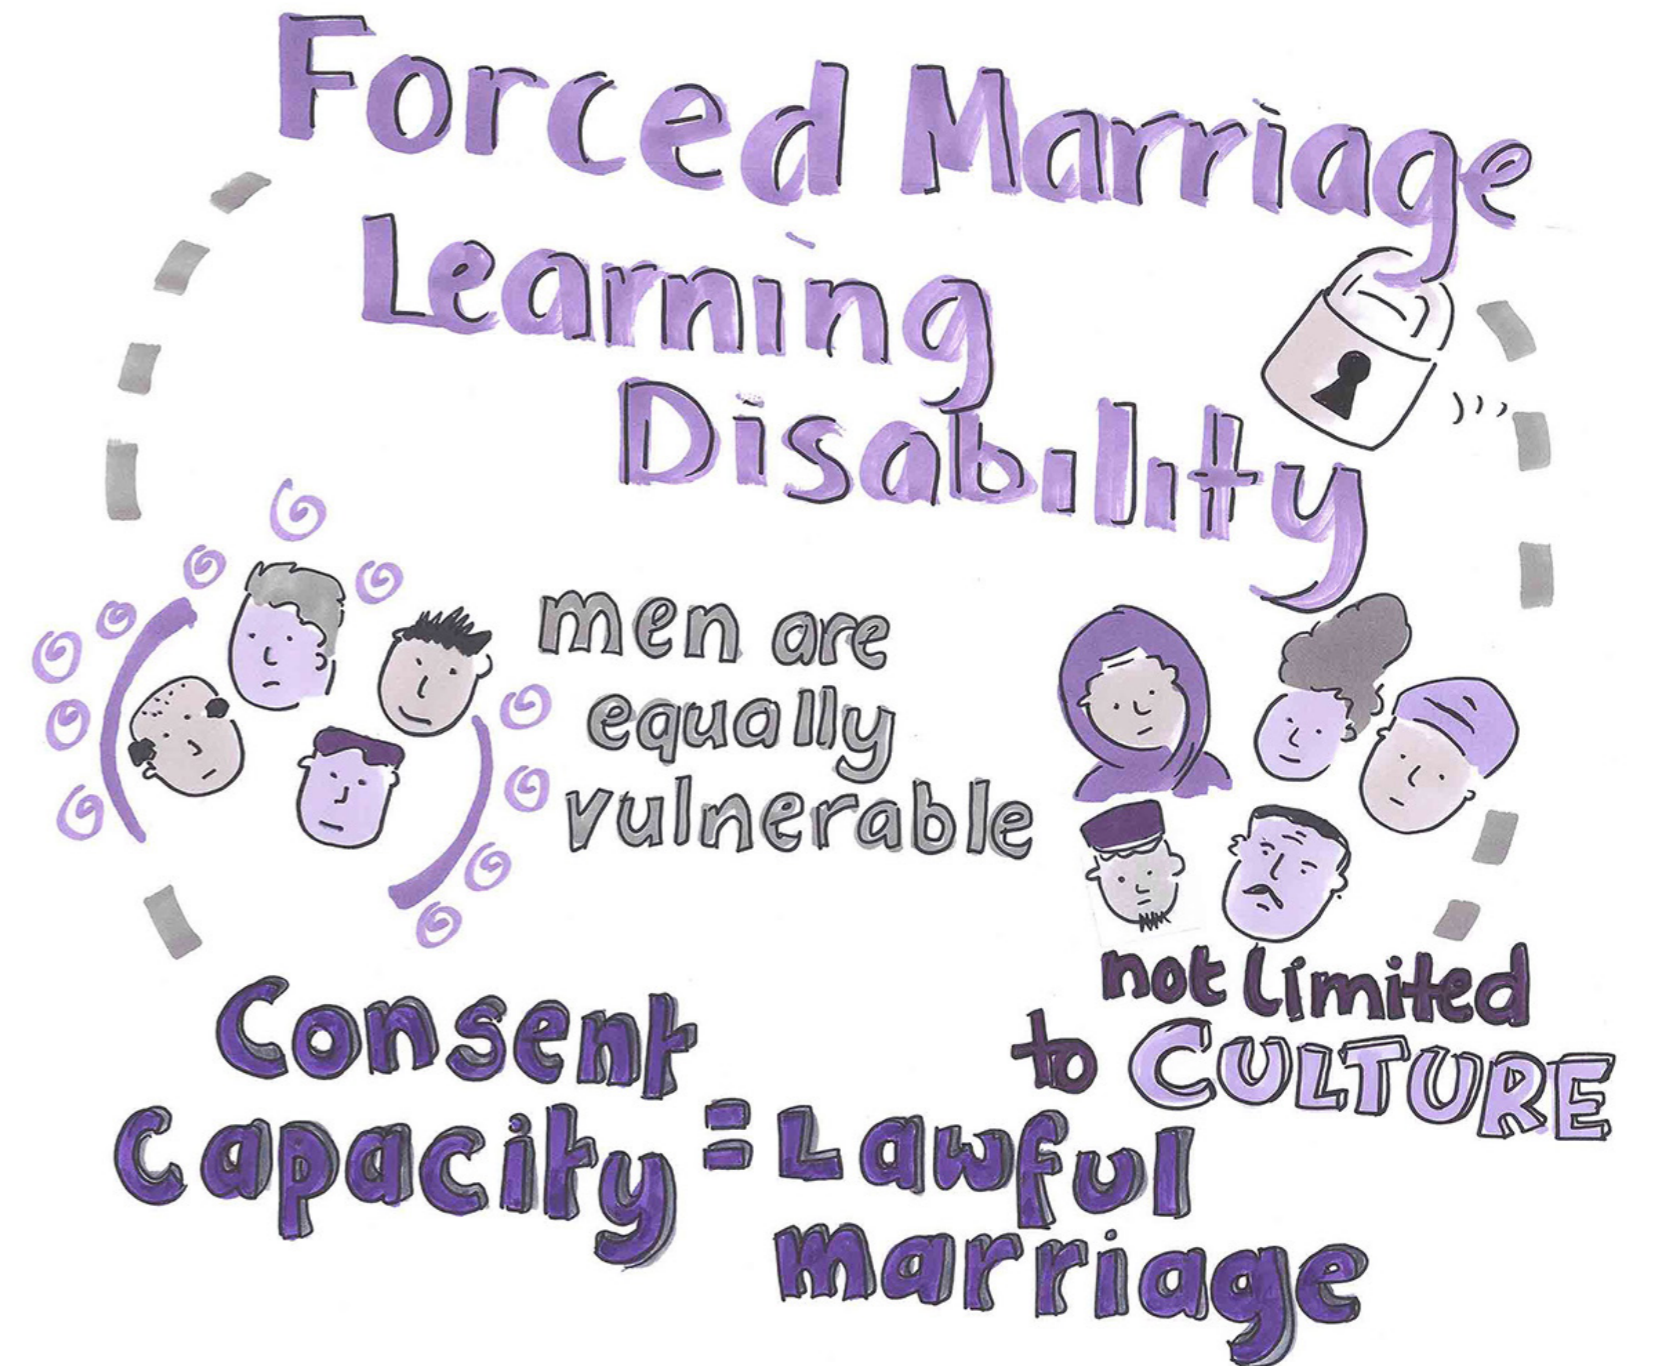 Forced Marriage
Learning
Disability
men are
equally
vulnerable
not limited
to CULTURE
Consent
Capacity = Lawful
marriage